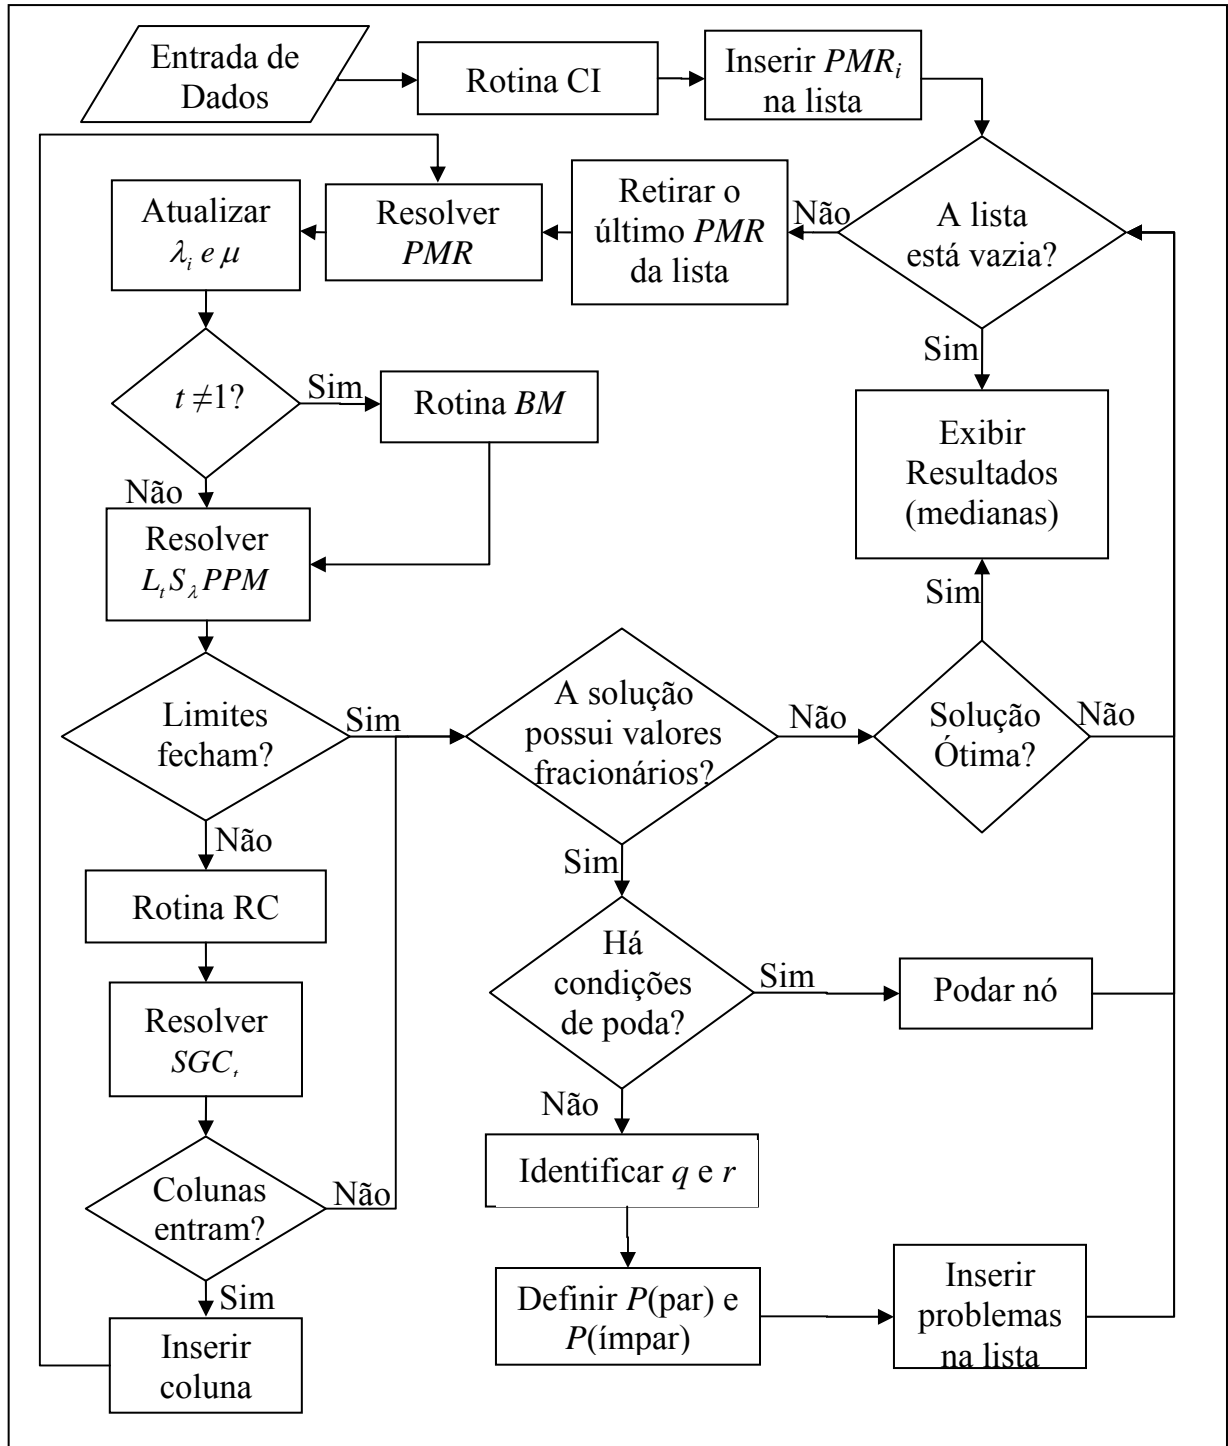 Entrada de
Dados
Rotina CI
Inserir PMRi
na lista
A lista
está vazia?
Não
Sim
Retirar o
último PMR
da lista
Resolver
PMR
Atualizar
λi e μ
t ≠1?
Sim
Não
Rotina BM
Exibir
Resultados
(medianas)
Resolver
LtSλPPM
Sim
Limites
fecham?
Sim
Não
A solução
possui valores
fracionários?
Não
Sim
Solução
Ótima?
Não
Rotina RC
Há
condições
de poda?
Sim
Não
Podar nó
Resolver
SGCt
Colunas
entram?
Não
Sim
Identificar q e r
Definir P(par) e
P(ímpar)
Inserir
problemas
na lista
Inserir
coluna